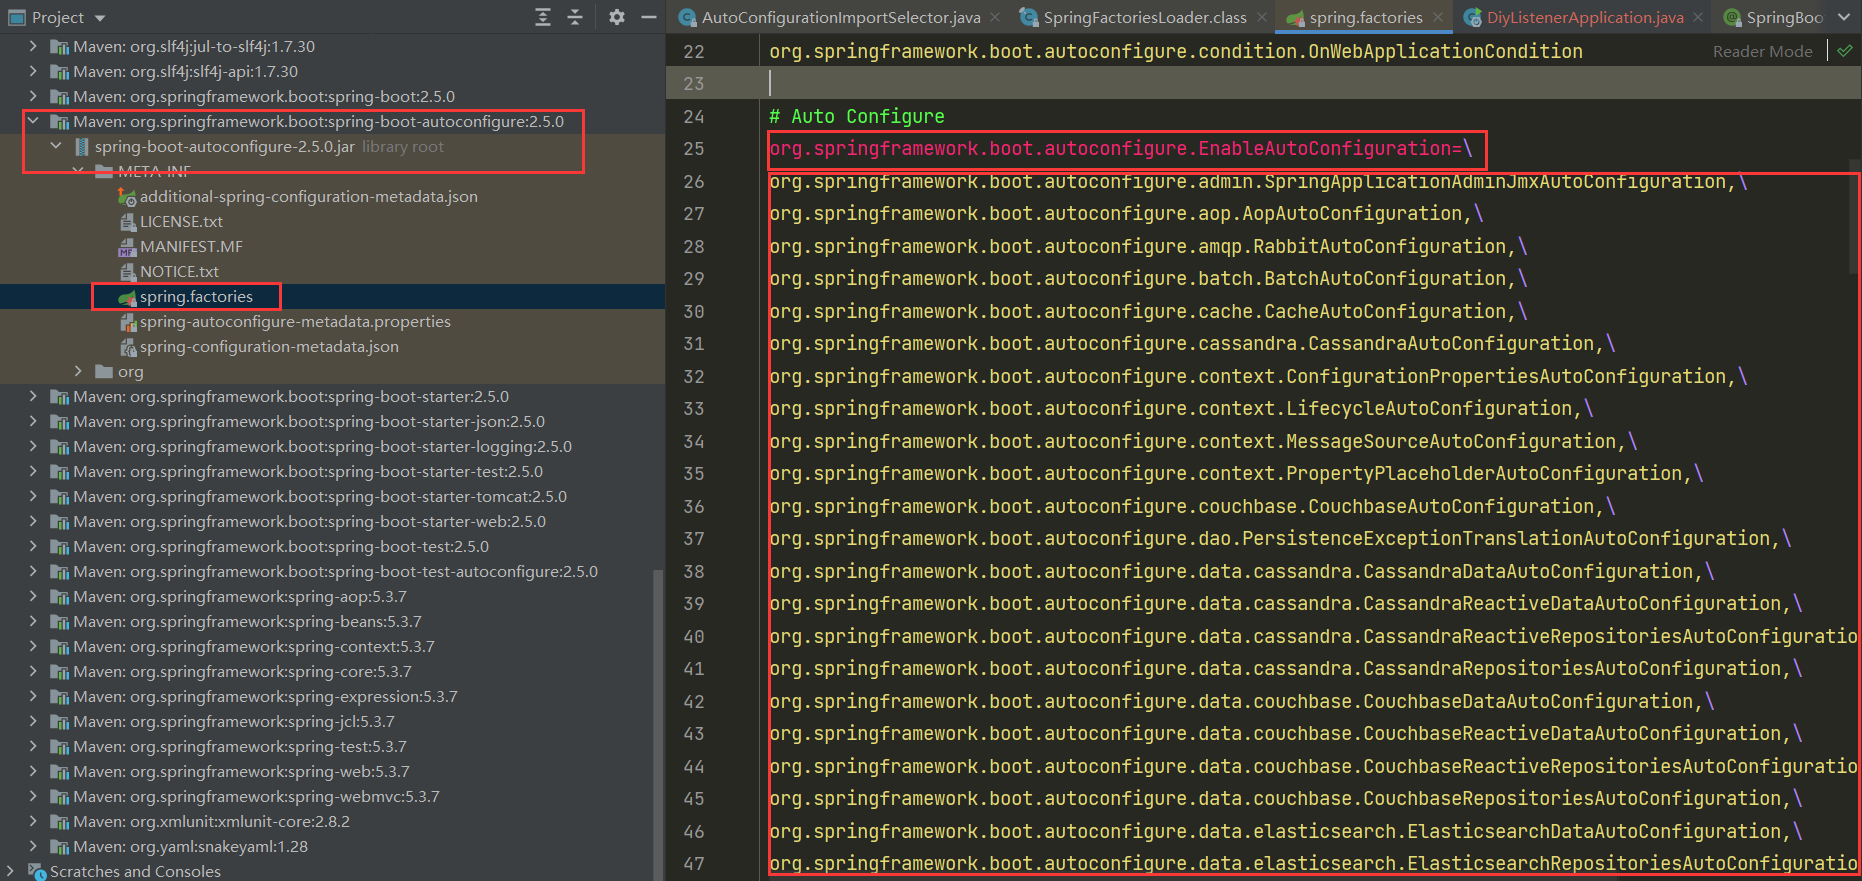 Project
Maven: org.slf4j:jul-to-slf4j:1.7.30
Maven: org.slf4j:slf4j-api:1.7.30
Maven: org.springframework.boot:spring-boot:2.5.0
Maven: org.springframework.boot:spring-boot-autoconfigure:2.5.0
spring-boot-autoconfigure-2.5.0.jar library root
META-INF
additional-spring-configuration-metadata.json
LICENSE.txt
MANIFEST.MF
NOTICE.txt
spring.factories
spring-autoconfigure-metadata.properties
spring-configuration-metadata.json
org
Maven: org.springframework.boot:spring-boot-starter:2.5.0
Maven: org.springframework.boot:spring-boot-starter-json:2.5.0
Maven: org.springframework.boot:spring-boot-starter-logging:2.5.0
Maven: org.springframework.boot:spring-boot-starter-test:2.5.0
Maven: org.springframework.boot:spring-boot-starter-tomcat:2.5.0
Maven: org.springframework.boot:spring-boot-starter-web:2.5.0
Maven: org.springframework.boot:spring-boot-test:2.5.0
Maven: org.springframework.boot:spring-boot-test-autoconfigure:2.5.0
Maven: org.springframework:spring-aop:5.3.7
Maven: org.springframework:spring-beans:5.3.7
Maven: org.springframework:spring-context:5.3.7
Maven: org.springframework:spring-core:5.3.7
Maven: org.springframework:spring-expression:5.3.7
Maven: org.springframework:spring-jcl:5.3.7
Maven: org.springframework:spring-test:5.3.7
Maven: org.springframework:spring-web:5.3.7
Maven: org.springframework:spring-webmvc:5.3.7
Maven: org.xmlunit:xmlunit-core:2.8.2
Maven: org.yaml:snakeyaml:1.28
Scratches and Consoles
AutoConfigurationImportSelector.java SpringFactoriesLoader.class spring.factories DiyListenerApplication.java SpringBoo
Reader Mode
22 org.springframework.boot.autoconfigure.condition.OnWebApplicationCondition
23
24 # Auto Configure
25 org.springframework.boot.autoconfigure.EnableAutoConfiguration=\
26 org.springframework.boot.autoconfigure.admin.SpringApplicationAdminJmxAutoConfiguration,\
27 org.springframework.boot.autoconfigure.aop.AopAutoConfiguration,\
28 org.springframework.boot.autoconfigure.amqp.RabbitAutoConfiguration,\
29 org.springframework.boot.autoconfigure.batch.BatchAutoConfiguration,\
30 org.springframework.boot.autoconfigure.cache.CacheAutoConfiguration,\
31 org.springframework.boot.autoconfigure.cassandra.CassandraAutoConfiguration,\
32 org.springframework.boot.autoconfigure.context.ConfigurationPropertiesAutoConfiguration,\
33 org.springframework.boot.autoconfigure.context.LifecycleAutoConfiguration,\
34 org.springframework.boot.autoconfigure.context.MessageSourceAutoConfiguration,\
35 org.springframework.boot.autoconfigure.context.PropertyPlaceholderAutoConfiguration,\
36 org.springframework.boot.autoconfigure.couchbase.CouchbaseAutoConfiguration,\
37 org.springframework.boot.autoconfigure.dao.PersistenceExceptionTranslationAutoConfiguration,\
38 org.springframework.boot.autoconfigure.data.cassandra.CassandraDataAutoConfiguration,\
39 org.springframework.boot.autoconfigure.data.cassandra.CassandraReactiveDataAutoConfiguration,\
40 org.springframework.boot.autoconfigure.data.cassandra.CassandraReactiveRepositoriesAutoConfiguratio
41 org.springframework.boot.autoconfigure.data.cassandra.CassandraRepositoriesAutoConfiguration,\
42 org.springframework.boot.autoconfigure.data.couchbase.CouchbaseDataAutoConfiguration,\
43 org.springframework.boot.autoconfigure.data.couchbase.CouchbaseReactiveDataAutoConfiguration,\
44 org.springframework.boot.autoconfigure.data.couchbase.CouchbaseReactiveRepositoriesAutoConfiguratio
45 org.springframework.boot.autoconfigure.data.couchbase.CouchbaseRepositoriesAutoConfiguration,\
46 org.springframework.boot.autoconfigure.data.elasticsearch.ElasticsearchDataAutoConfiguration,\
47 org.springframework.boot.autoconfigure.data.elasticsearch.ElasticsearchRepositoriesAutoConfiguratio